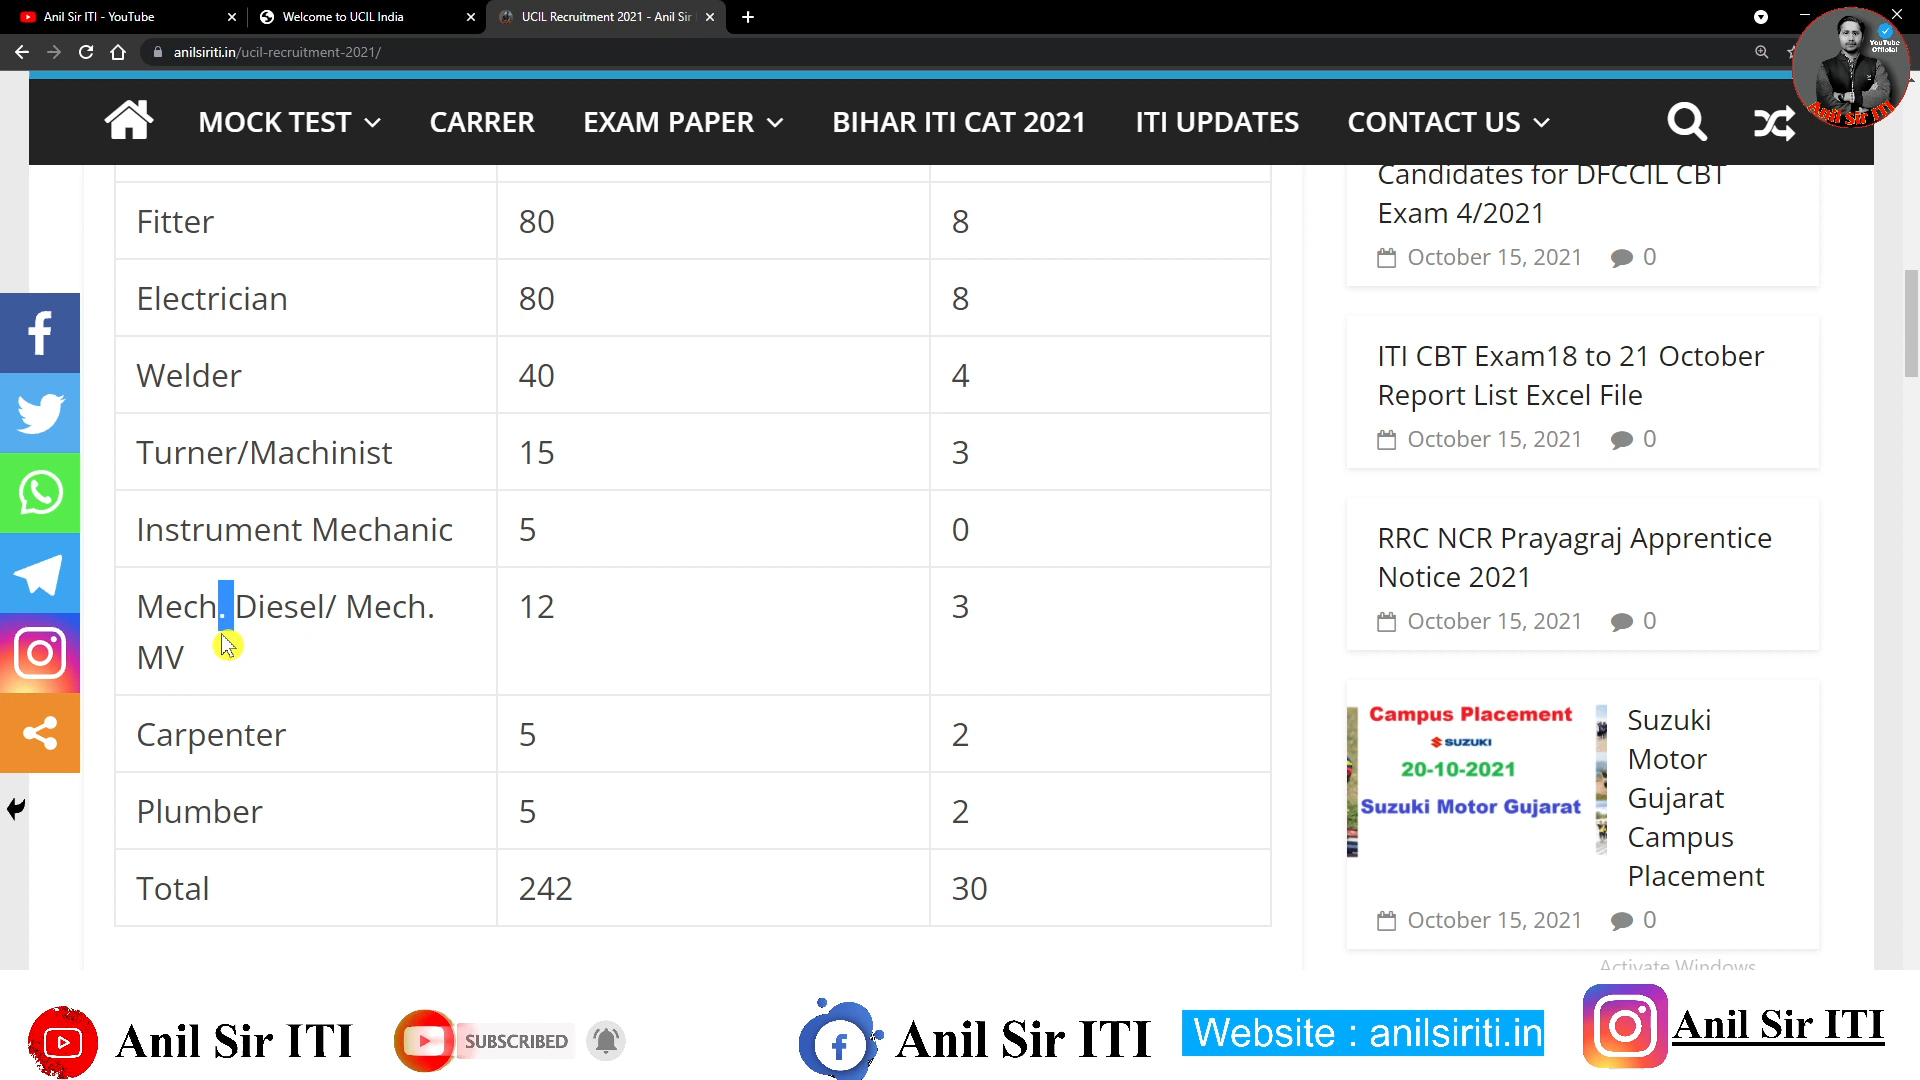 Anil Sir ITI - YouTube
Welcome to UCIL India
UCIL Recruitment 2021 - Anil Sir
anilsiriti.in/ucil-recruitment-2021/
YouTube
Official
Anil Sir ITI
MOCK TEST
CARRER
EXAM PAPER
BIHAR ITI CAT 2021
ITI UPDATES
CONTACT US
Fitter 80 8
Electrician 80 8
Welder 40 4
Turner/Machinist 15 3
Instrument Mechanic 5 0
Mech. Diesel/ Mech. 12 3
MV
Carpenter 5 2
Plumber 5 2
Total 242 30
Candidates for DFCCIL CBT
Exam 4/2021
October 15, 2021 0
ITI CBT Exam18 to 21 October
Report List Excel File
October 15, 2021 0
RRC NCR Prayagraj Apprentice
Notice 2021
October 15, 2021 0
Campus Placement
SUZUKI
20-10-2021
Suzuki Motor Gujarat
Suzuki
Motor
Gujarat
Campus
Placement
October 15, 2021 0
Activate Windows
Anil Sir ITI
SUBSCRIBED
Anil Sir ITI
Website : anilsiriti.in
Anil Sir ITI